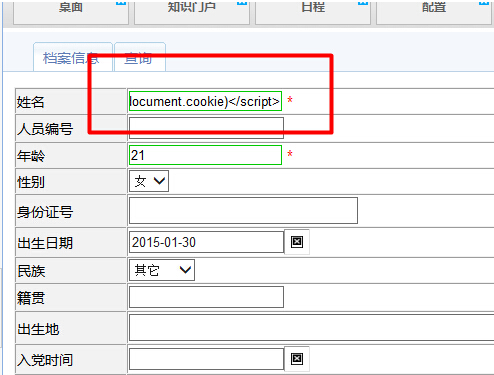 桌面 知识门户 日程 配置
档案信息 查询
姓名 locument.cookie)</script> *
人员编号
年龄 21 *
性别 女
身份证号
出生日期 2015-01-30
民族 其它
籍贯
出生地
入党时间